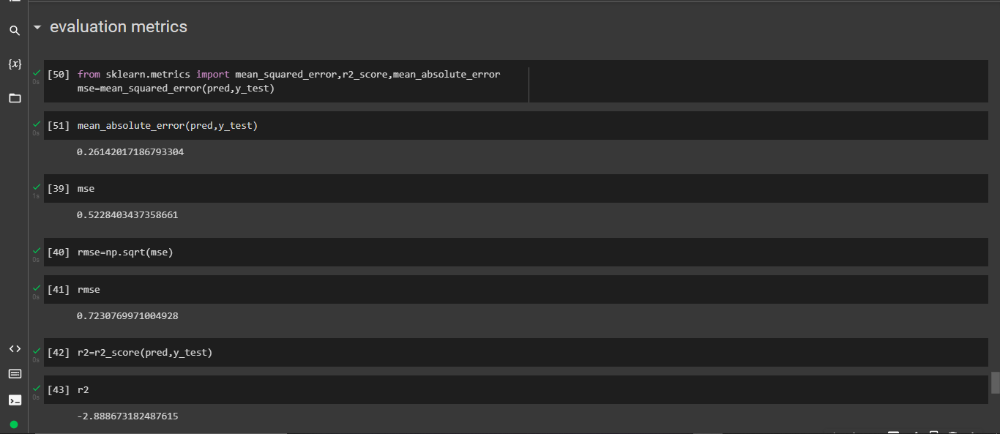 evaluation metrics
{x}
[50] from sklearn.metrics import mean_squared_error,r2_score,mean_absolute_error
0s
mse=mean_squared_error(pred,y_test)
[51] mean_absolute_error(pred,y_test)
0s
0.26142017186793304
[39] mse
1s
0.5228403437358661
[40] rmse=np.sqrt(mse)
0s
[41] rmse
0s
0.7230769971004928
[42] r2=r2_score(pred,y_test)
0s
[43] r2
0s
-2.888673182487615